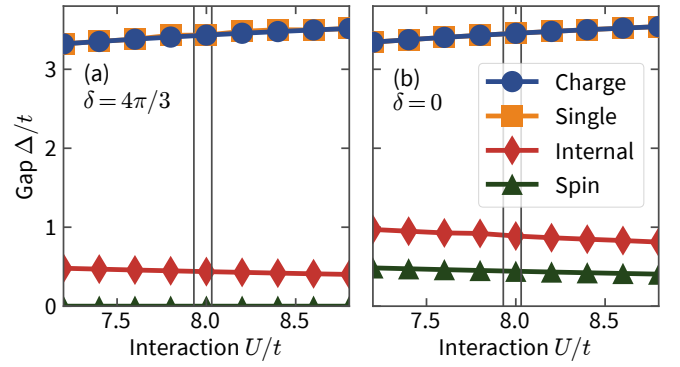 Gap Δ/t
3
2
1
0
(a)
δ = 4π/3
7.5
8.0
8.5
Interaction U/t
(b)
δ = 0
Charge
Single
Internal
Spin
7.5
8.0
8.5
Interaction U/t